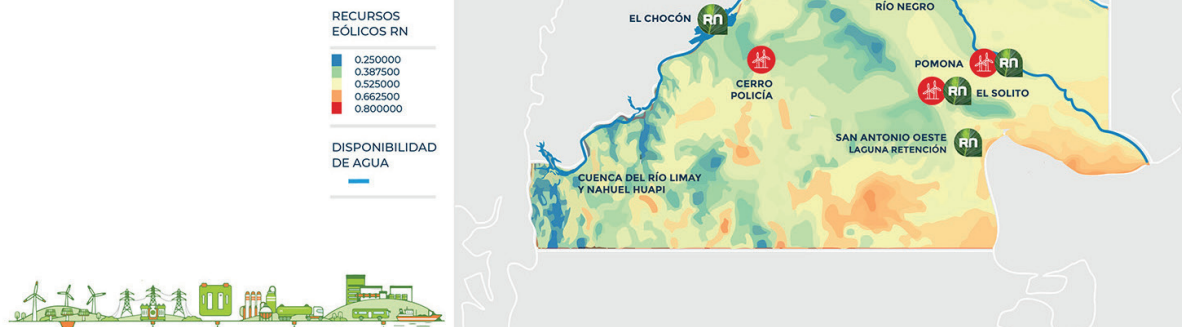 RECURSOS
EÓLICOS RN
0.250000
0.387500
0.525000
0.662500
0.800000
DISPONIBILIDAD
DE AGUA
RÍO NEGRO
EL CHOCÓN
RN
CERRO
POLICÍA
POMONA
RN
RN
EL SOLITO
SAN ANTONIO OESTE
LAGUNA RETENCIÓN
RN
CUENCA DEL RÍO LIMAY
Y NAHUEL HUAPI